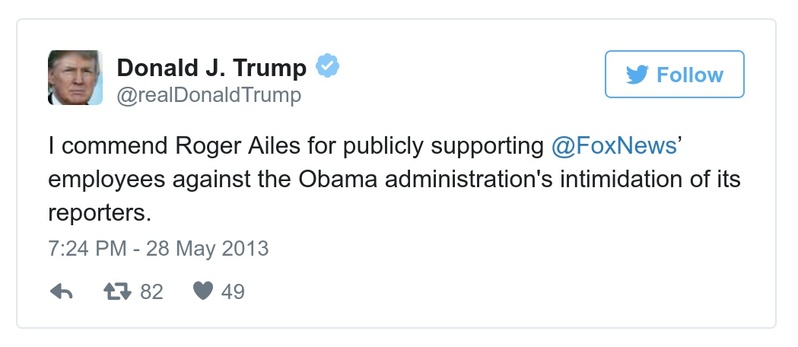 Donald J. Trump
@realDonaldTrump
Follow
I commend Roger Ailes for publicly supporting @FoxNews’
employees against the Obama administration's intimidation of its
reporters.
7:24 PM - 28 May 2013
82 49